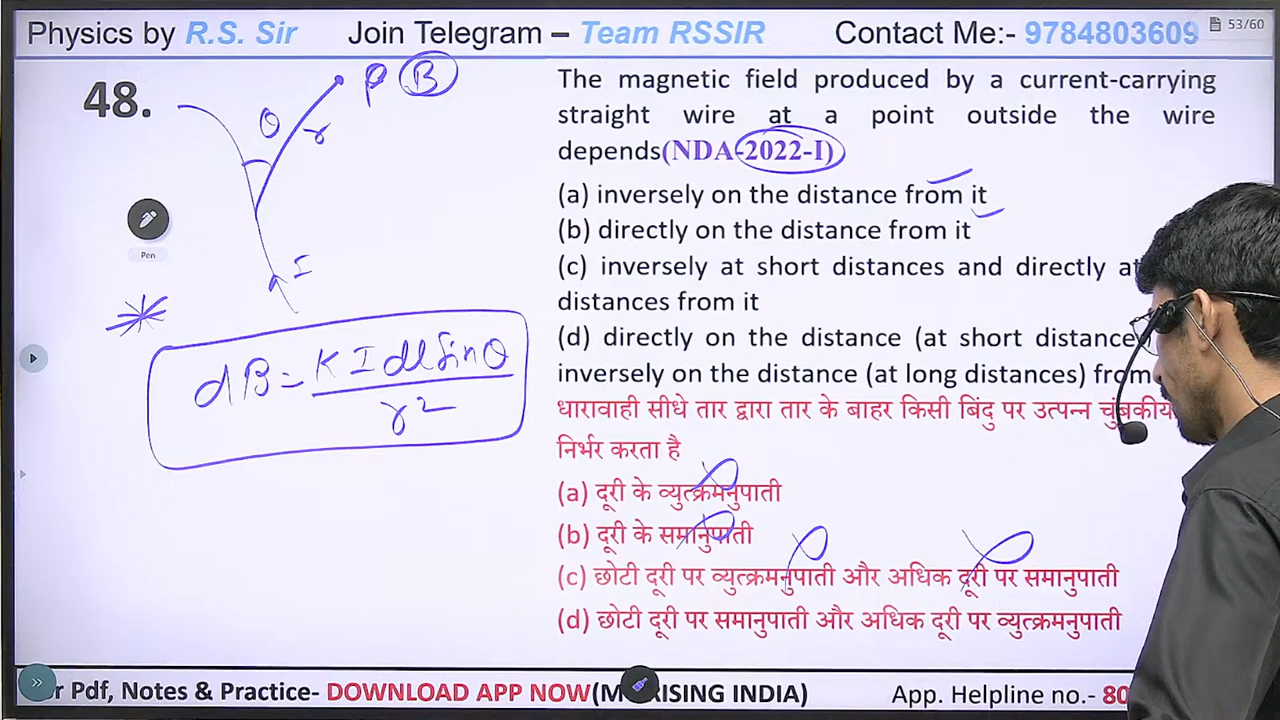 Physics by R.S. Sir Join Telegram – Team RSSIR Contact Me:- 9784803609 53/60
48.
P B
θ
r
I
Pen
dB = K I dl sinθ
r²
The magnetic field produced by a current-carrying
straight wire at a point outside the wire
depends(NDA-2022-I)
(a) inversely on the distance from it
(b) directly on the distance from it
(c) inversely at short distances and directly at
distances from it
(d) directly on the distance (at short distance
inversely on the distance (at long distances) from
धारावाही सीधे तार द्वारा तार के बाहर किसी बिंदु पर उत्पन्न चुंबकीय
निर्भर करता है
(a) दूरी के व्युत्क्रमनुपाती
(b) दूरी के समानुपाती
(c) छोटी दूरी पर व्युत्क्रमनुपाती और अधिक दूरी पर समानुपाती
(d) छोटी दूरी पर समानुपाती और अधिक दूरी पर व्युत्क्रमनुपाती
r Pdf, Notes & Practice- DOWNLOAD APP NOW(M RISING INDIA) App. Helpline no.- 80